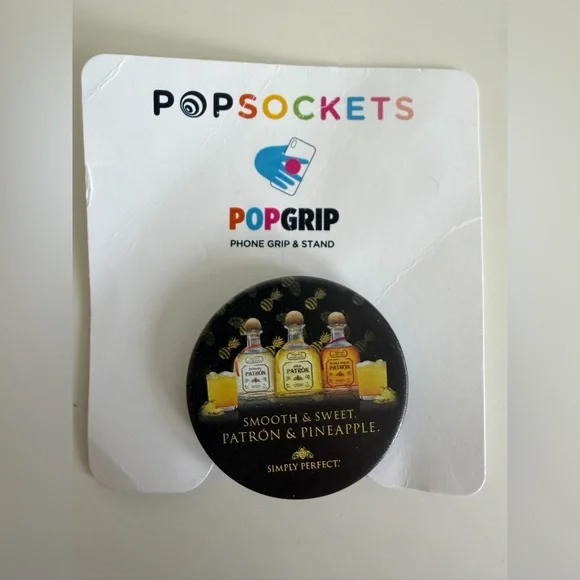 POPSOCKETS
POPGRIP
PHONE GRIP & STAND
PATRÓN
PATRÓN
PATRÓN
SMOOTH & SWEET.
PATRÓN & PINEAPPLE.
SIMPLY PERFECT.